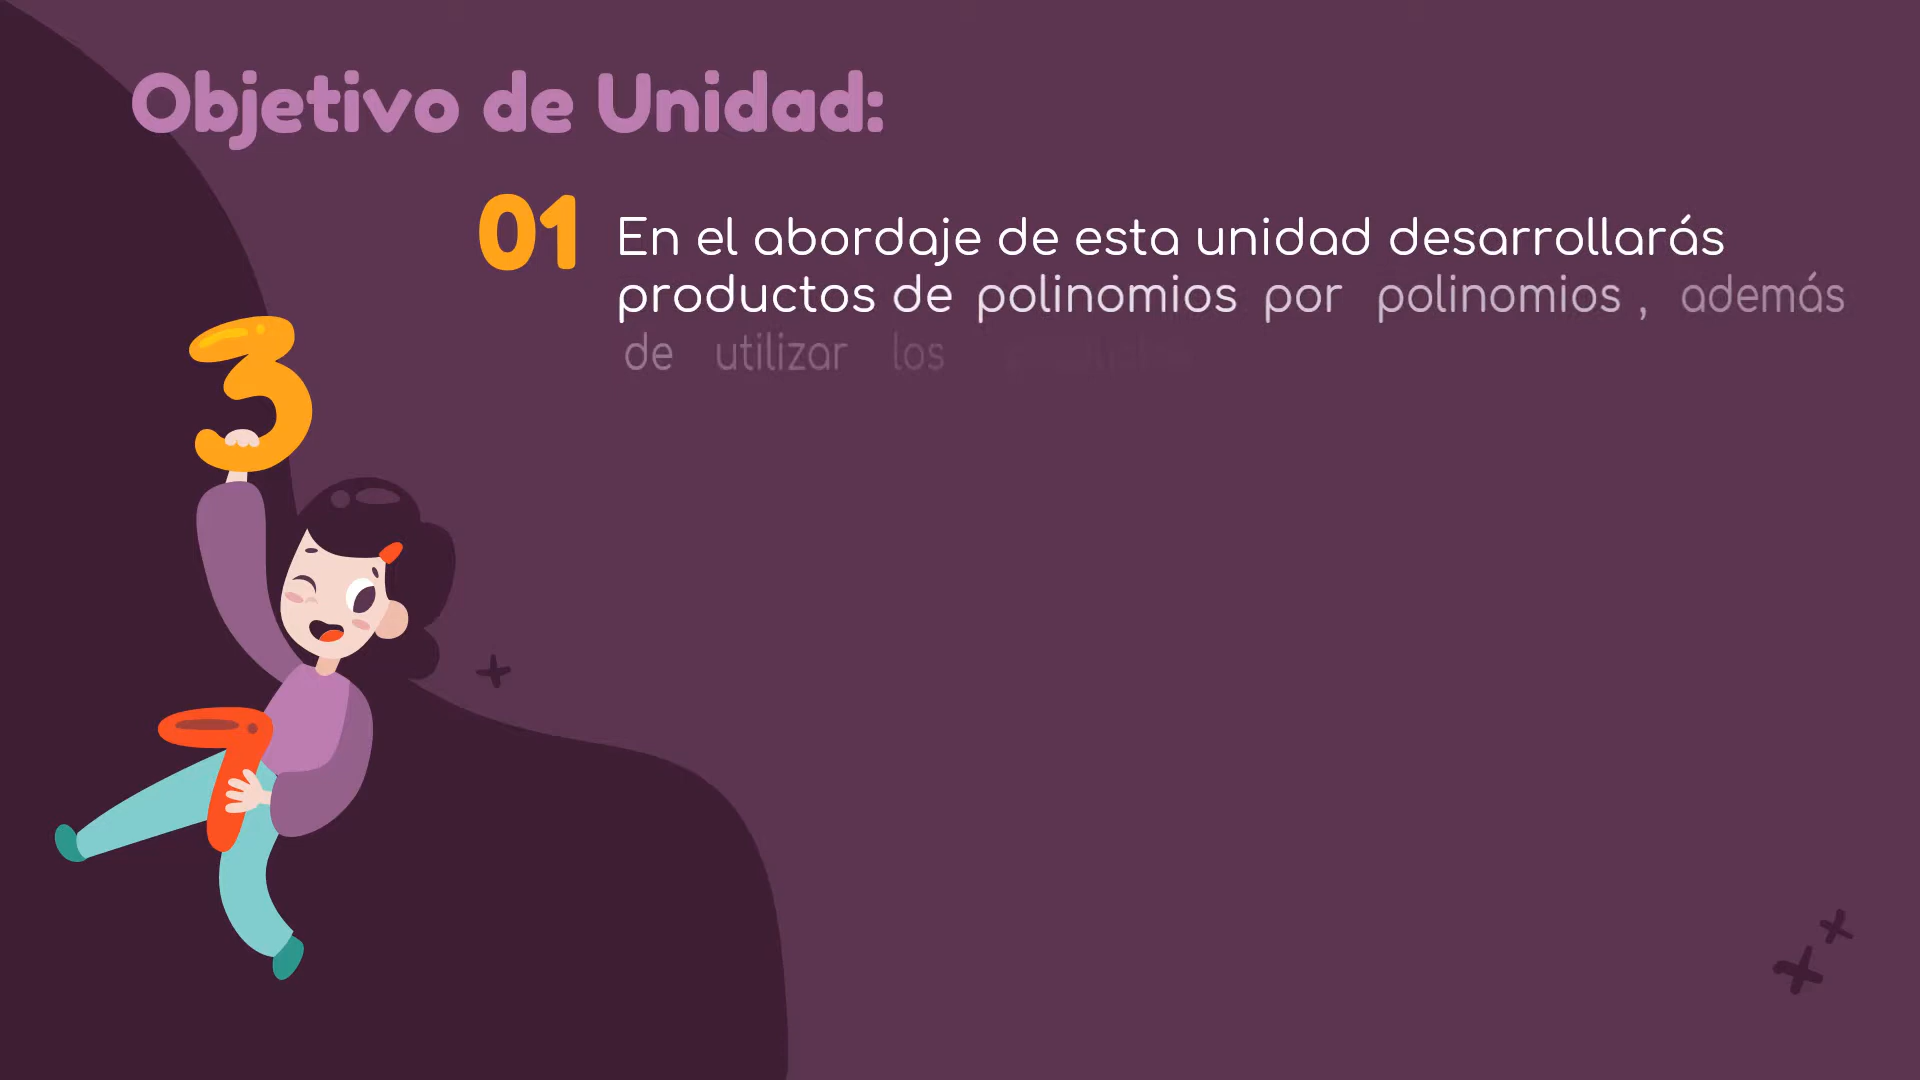 Objetivo de Unidad:
01
En el abordaje de esta unidad desarrollarás
productos de polinomios por polinomios, además
de utilizar los
3
7